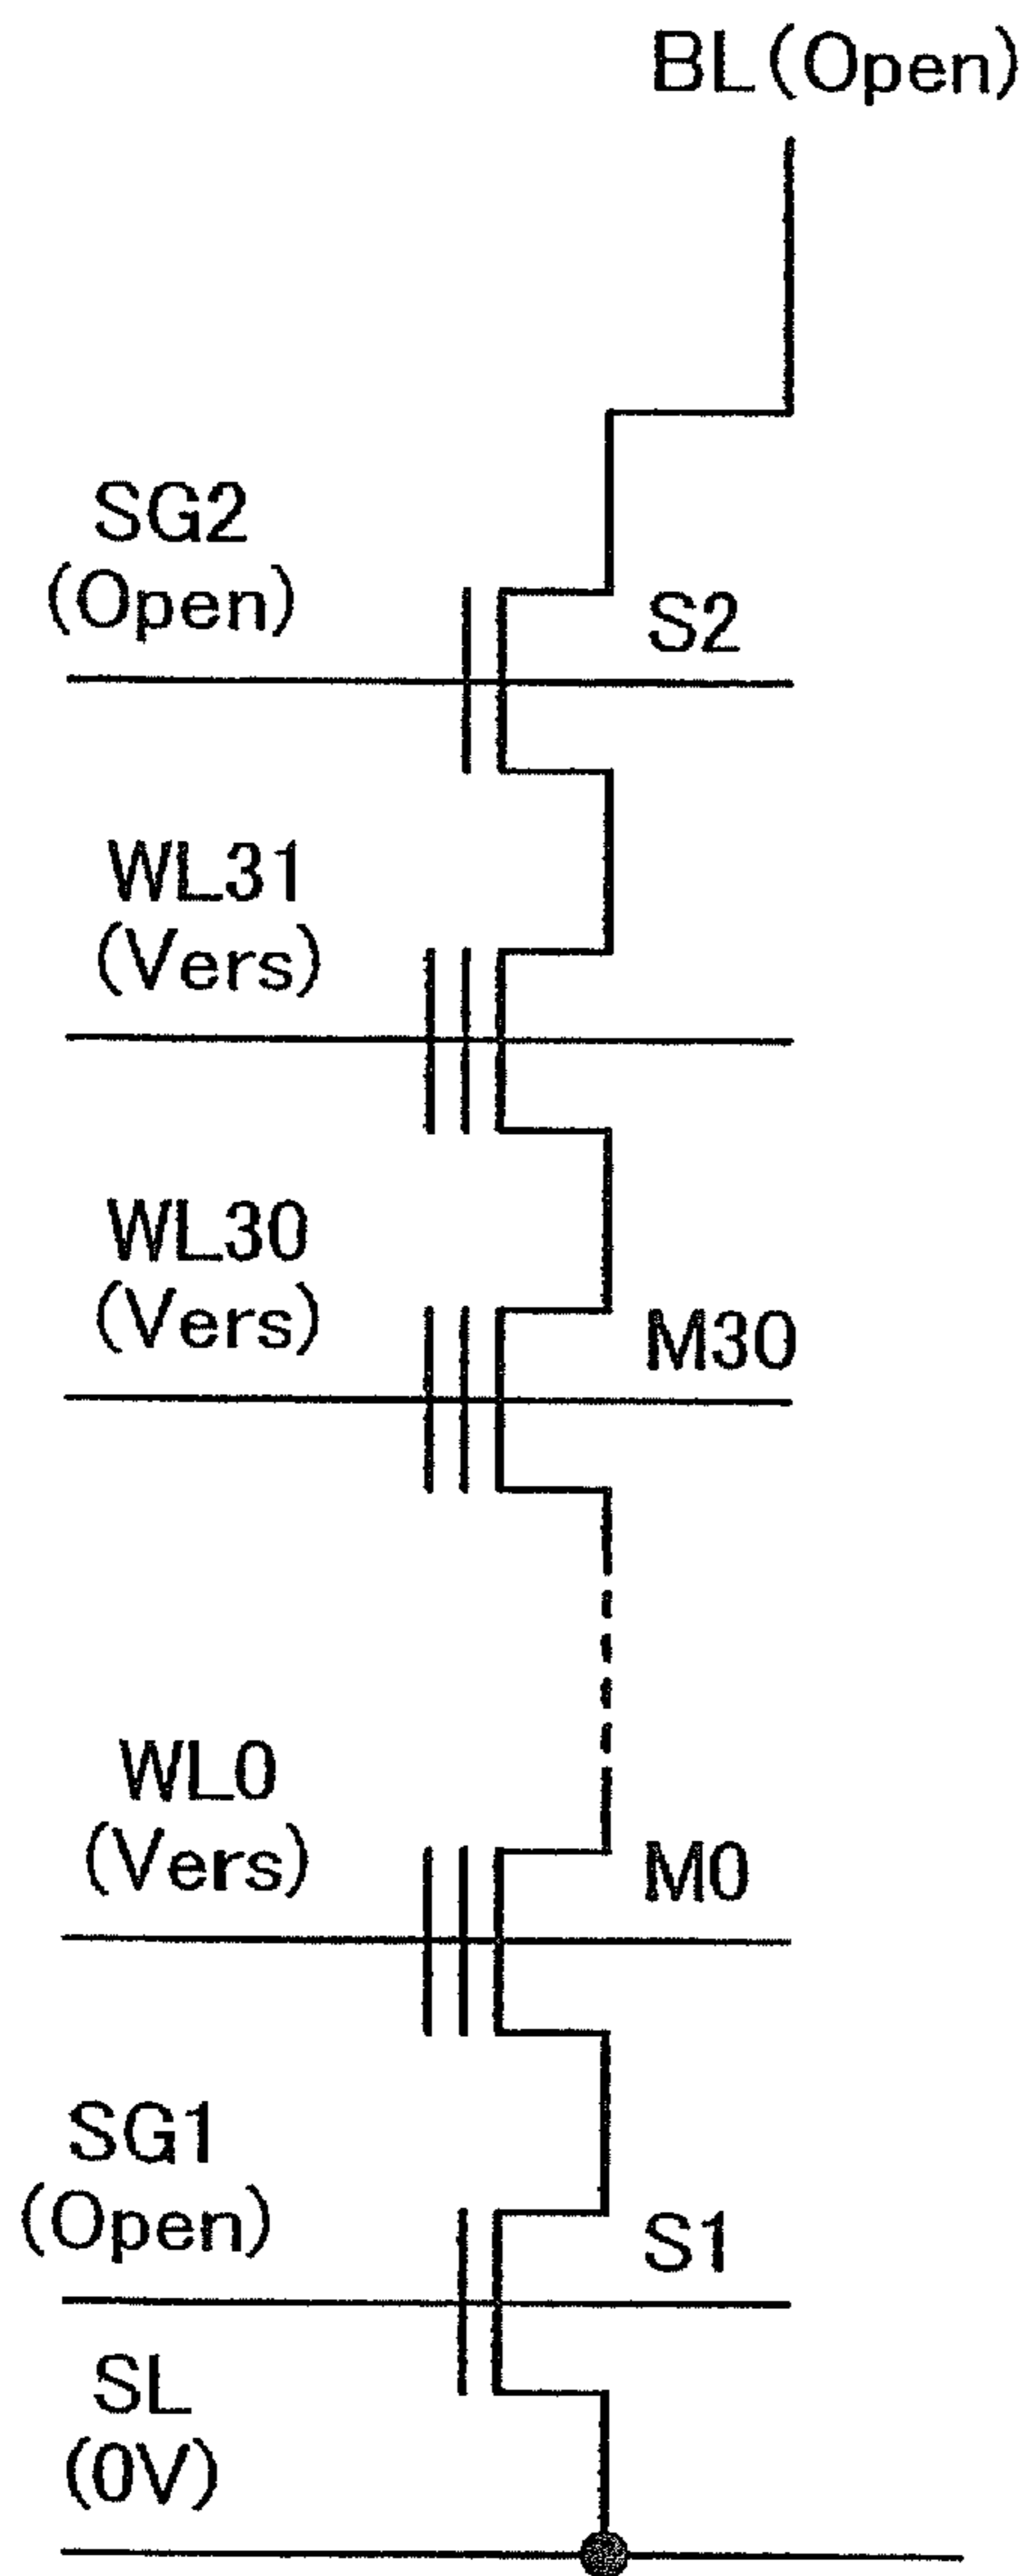 BL(Open)
SG2
(Open)
S2
WL31
(Vers)
WL30
(Vers)
M30
WL0
(Vers)
M0
SG1
(Open)
S1
SL
(0V)